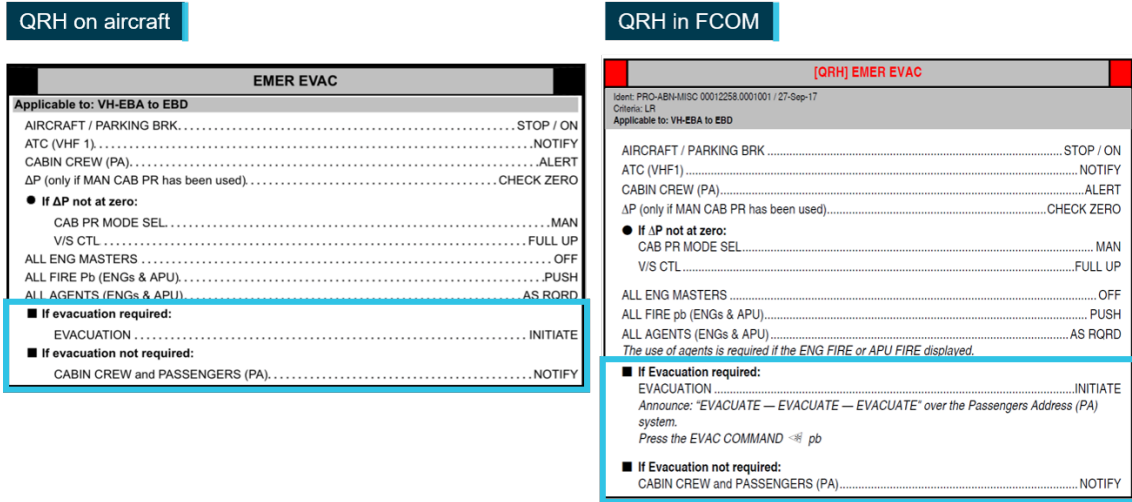 QRH on aircraft
EMER EVAC
Applicable to: VH-EBA to EBD
AIRCRAFT / PARKING BRK. . . . . . . . . . . . . . . . . . . . . . . . . . . . . . . . . . . . . . . . . . . . . . . . . . STOP / ON
ATC (VHF 1). . . . . . . . . . . . . . . . . . . . . . . . . . . . . . . . . . . . . . . . . . . . . . . . . . . . . . . . . . . .NOTIFY
CABIN CREW (PA). . . . . . . . . . . . . . . . . . . . . . . . . . . . . . . . . . . . . . . . . . . . . . . . . . . . . . . .ALERT
ΔP (only if MAN CAB PR has been used). . . . . . . . . . . . . . . . . . . . . . . . . . . . . . . . . . . . .CHECK ZERO
● If ΔP not at zero:
CAB PR MODE SEL. . . . . . . . . . . . . . . . . . . . . . . . . . . . . . . . . . . . . . . . . . . . . . . . . . . . . .MAN
V/S CTL . . . . . . . . . . . . . . . . . . . . . . . . . . . . . . . . . . . . . . . . . . . . . . . . . . . . . . . . . . . FULL UP
ALL ENG MASTERS . . . . . . . . . . . . . . . . . . . . . . . . . . . . . . . . . . . . . . . . . . . . . . . . . . . . . . . OFF
ALL FIRE Pb (ENGs & APU). . . . . . . . . . . . . . . . . . . . . . . . . . . . . . . . . . . . . . . . . . . . . . . . .PUSH
ALL AGENTS (ENGs & APU). . . . . . . . . . . . . . . . . . . . . . . . . . . . . . . . . . . . . . . . . . . . . . AS RQRD
■ If evacuation required:
EVACUATION . . . . . . . . . . . . . . . . . . . . . . . . . . . . . . . . . . . . . . . . . . . . . . . . . . . . . . . . INITIATE
■ If evacuation not required:
CABIN CREW and PASSENGERS (PA). . . . . . . . . . . . . . . . . . . . . . . . . . . . . . . . . . . . .NOTIFY
QRH in FCOM
[QRH] EMER EVAC
Ident: PRO-ABN-MISC 00012258.0001001 / 27-Sep-17
Criteria: LR
Applicable to: VH-EBA to EBD
AIRCRAFT / PARKING BRK ........................................................ STOP / ON
ATC (VHF1) ........................................................ NOTIFY
CABIN CREW (PA) ........................................................ ALERT
ΔP (only if MAN CAB PR has been used) ........................................................ CHECK ZERO
● If ΔP not at zero:
CAB PR MODE SEL ........................................................ MAN
V/S CTL ........................................................ FULL UP
ALL ENG MASTERS ........................................................ OFF
ALL FIRE pb (ENGs & APU) ........................................................ PUSH
ALL AGENTS (ENGs & APU) ........................................................ AS RQRD
The use of agents is required if the ENG FIRE or APU FIRE displayed.
■ If Evacuation required:
EVACUATION ........................................................ INITIATE
Announce: "EVACUATE — EVACUATE — EVACUATE" over the Passengers Address (PA)
system.
Press the EVAC COMMAND pb
■ If Evacuation not required:
CABIN CREW and PASSENGERS (PA) ........................................................ NOTIFY